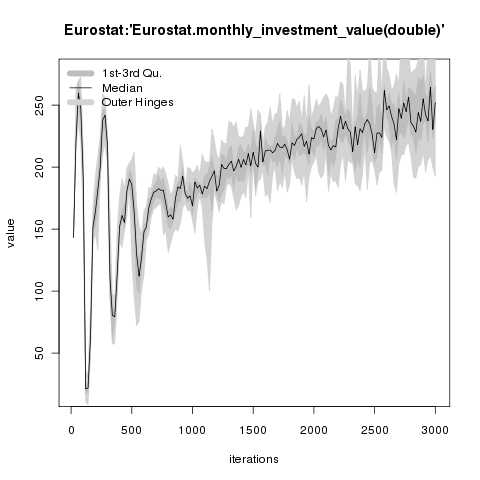 Eurostat:'Eurostat.monthly_investment_value(double)'
1st-3rd Qu.
Median
Outer Hinges
value
250
200
150
100
50
0 500 1000 1500 2000 2500 3000
iterations